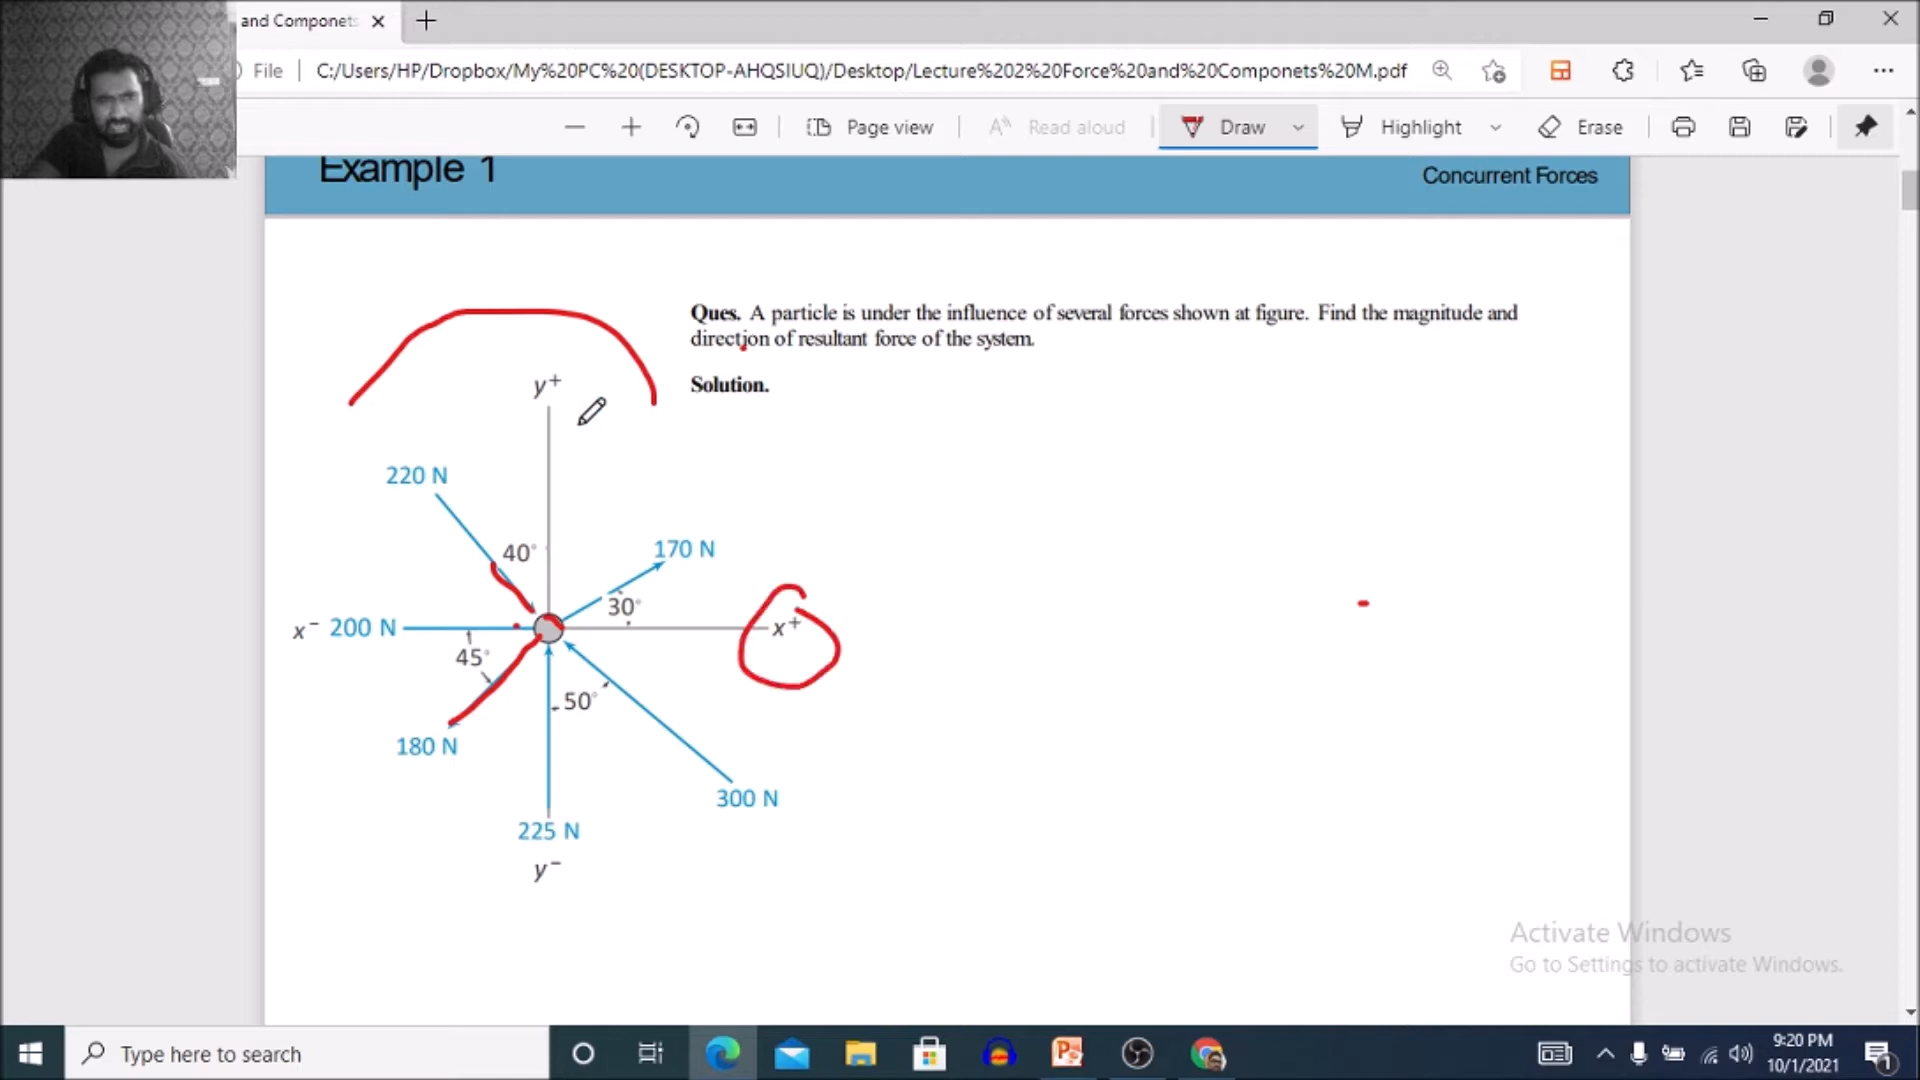 and Componets
File
C:/Users/HP/Dropbox/My%20PC%20(DESKTOP-AHQSIUQ)/Desktop/Lecture%202%20Force%20and%20Componets%20M.pdf
Page view
Read aloud
Draw
Highlight
Erase
Example 1
Concurrent Forces
Ques. A particle is under the influence of several forces shown at figure. Find the magnitude and
direction of resultant force of the system.
Solution.
y+
220 N
40°
170 N
30°
x− 200 N
x+
45°
50°
180 N
300 N
225 N
y−
Activate Windows
Go to Settings to activate Windows.
Type here to search
9:20 PM
10/1/2021
1